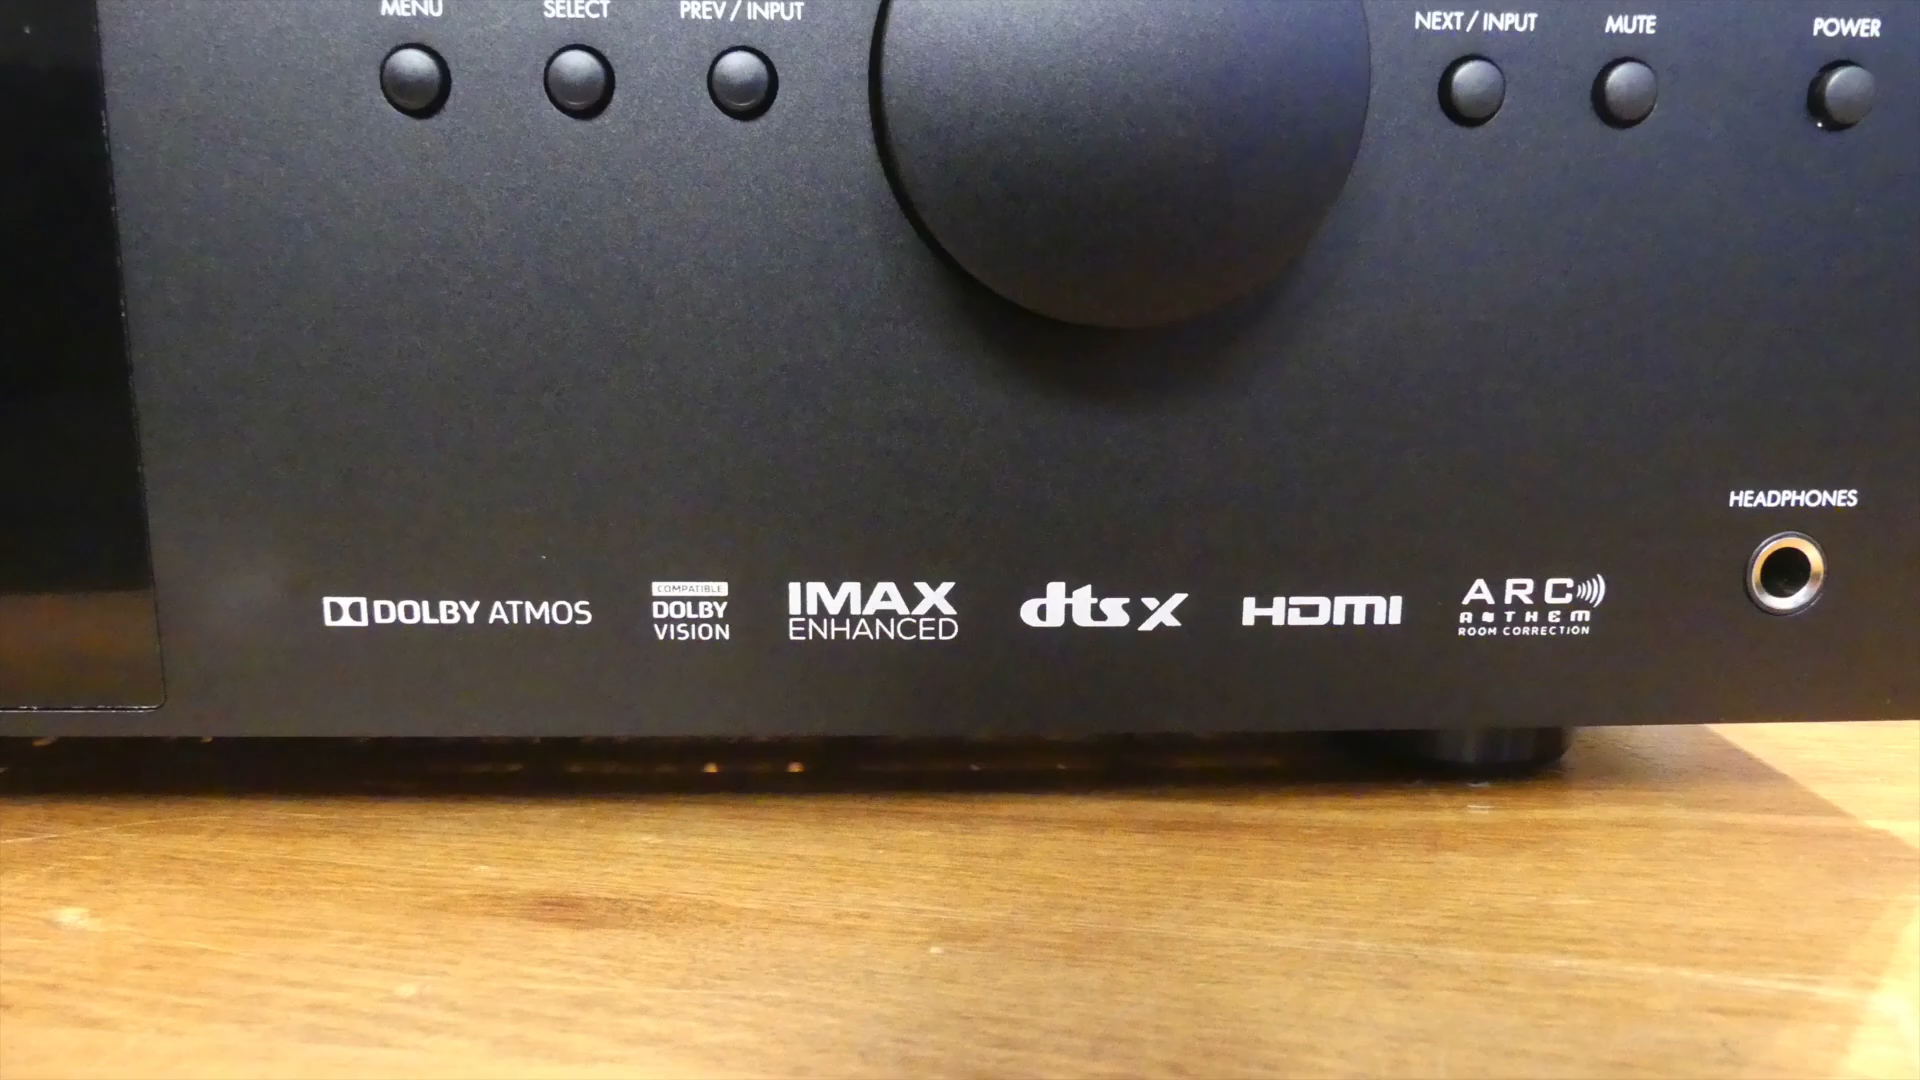 MENU
SELECT
PREV / INPUT
NEXT / INPUT
MUTE
POWER
HEADPHONES
DOLBY ATMOS
COMPATIBLE
DOLBY
VISION
IMAX
ENHANCED
dts X
HDMI
ARC
ANTHEM
ROOM CORRECTION